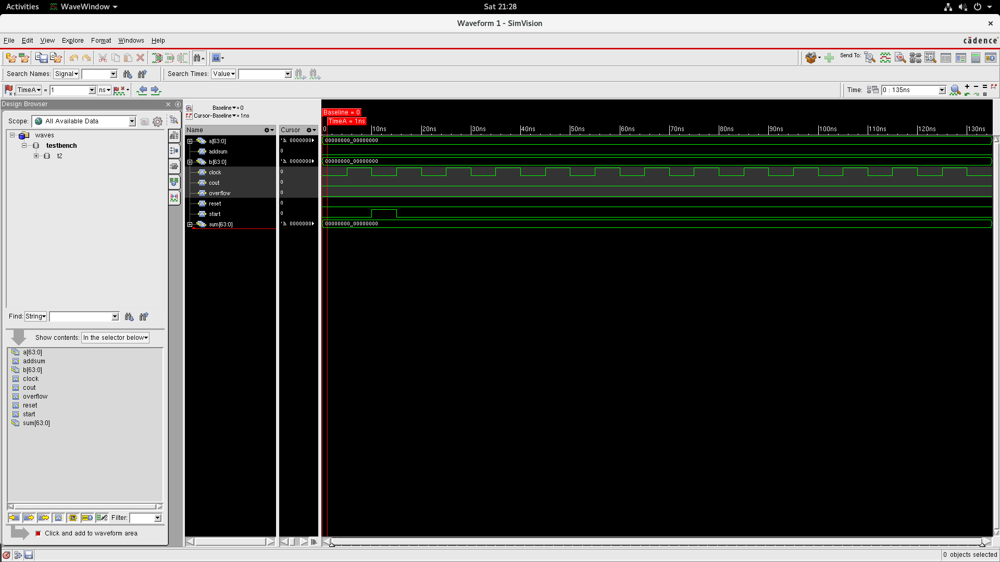 Activities WaveWindow Sat 21:28
Waveform 1 - SimVision
File Edit View Explore Format Windows Help
cādence
Send To:
Search Names: Signal Search Times: Value
TimeA = 1 ns Time: 0 : 135ns
Design Browser
Baseline = 0
Cursor-Baseline = 1ns
Baseline = 0
TimeA = 1ns
Scope: All Available Data
Name Cursor 0 10ns 20ns 30ns 40ns 50ns 60ns 70ns 80ns 90ns 100ns 110ns 120ns 130ns
waves
testbench
t2
a[63:0] 'h 0000000 00000000_00000000
addsum 0
b[63:0] 'h 0000000 00000000_00000000
clock 0
cout 0
overflow 0
reset 0
start 0
sum[63:0] 'h 0000000 00000000_00000000
Find: String
Show contents: In the selector below
a[63:0]
addsum
b[63:0]
clock
cout
overflow
reset
start
sum[63:0]
Filter:
Click and add to waveform area
0 objects selected